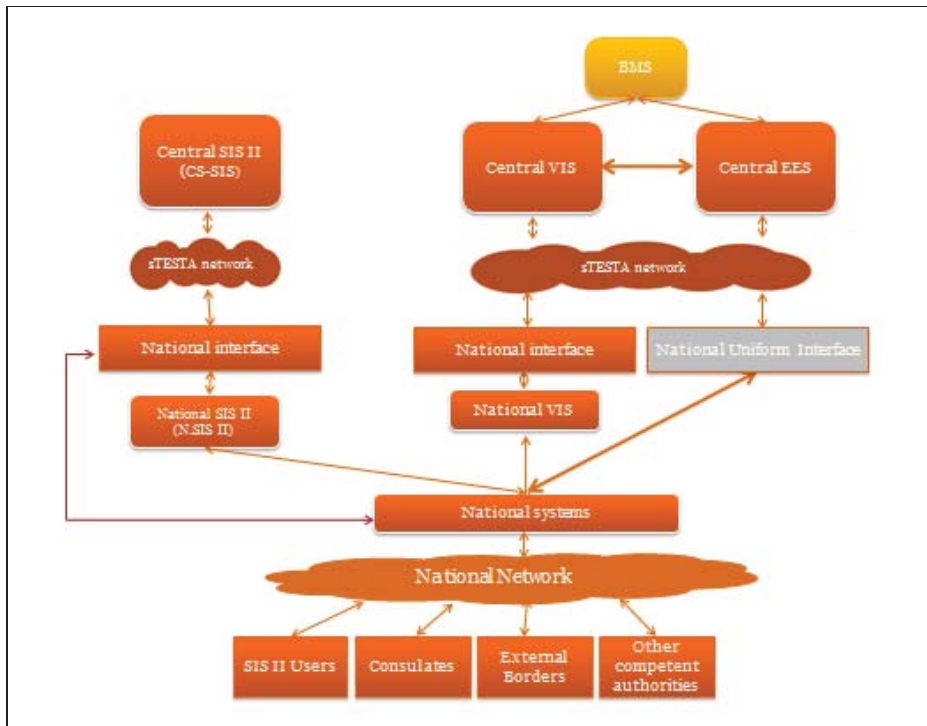 BMS
Central SIS II
(CS-SIS)
Central VIS
Central EES
sTESTA network
sTESTA network
National interface
National interface
National Uniform Interface
National SIS II
(N.SIS II)
National VIS
National systems
National Network
SIS II Users
Consulates
External
Borders
Other
competent
authorities